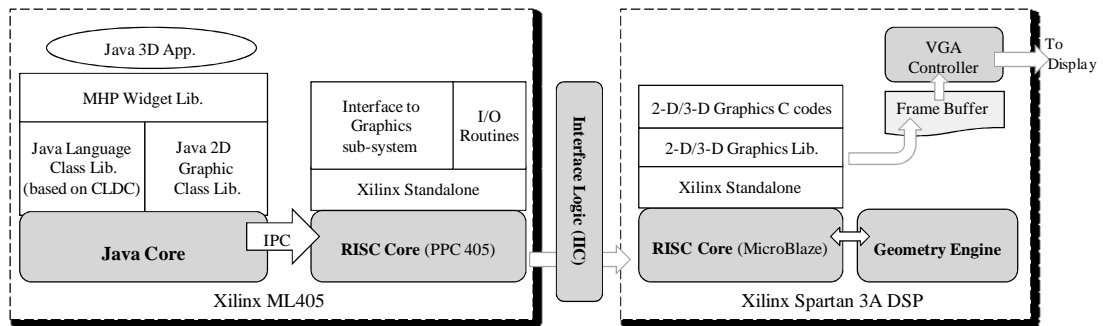 Java 3D App.
MHP Widget Lib.
Java Language
Class Lib.
(based on CLDC)
Java 2D
Graphic
Class Lib.
Java Core
IPC
Interface to
Graphics
sub-system
I/O
Routines
Xilinx Standalone
RISC Core (PPC 405)
Xilinx ML405
Interface Logic (IIC)
2-D/3-D Graphics C codes
2-D/3-D Graphics Lib.
Xilinx Standalone
RISC Core (MicroBlaze)
Geometry Engine
VGA
Controller
Frame Buffer
To
Display
Xilinx Spartan 3A DSP